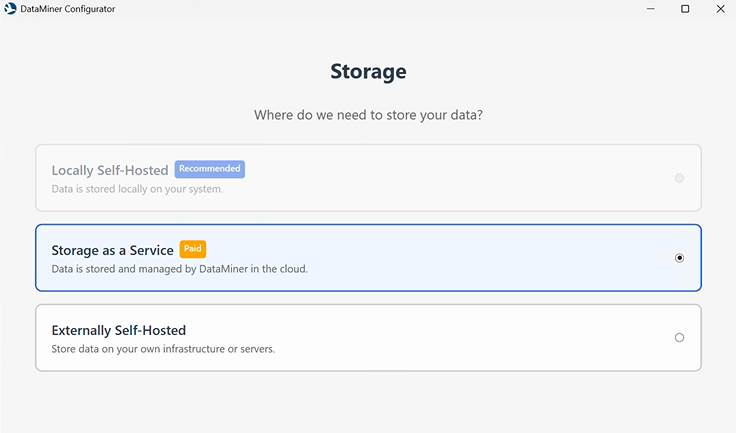 DataMiner Configurator
Storage
Where do we need to store your data?
Locally Self-Hosted Recommended
Data is stored locally on your system.
Storage as a Service Paid
Data is stored and managed by DataMiner in the cloud.
Externally Self-Hosted
Store data on your own infrastructure or servers.